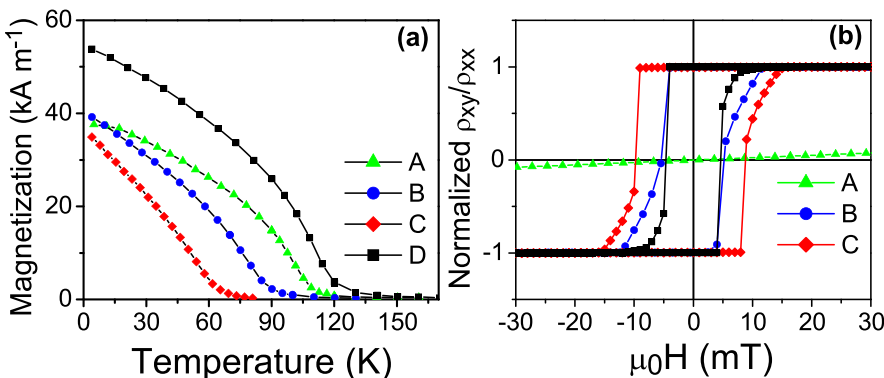 (a)
Magnetization (kA m⁻¹)
60
40
20
0
A
B
C
D
0 30 60 90 120 150
Temperature (K)
(b)
Normalized ρxy/ρxx
1
0
-1
A
B
C
-30 -20 -10 0 10 20 30
μ₀H (mT)